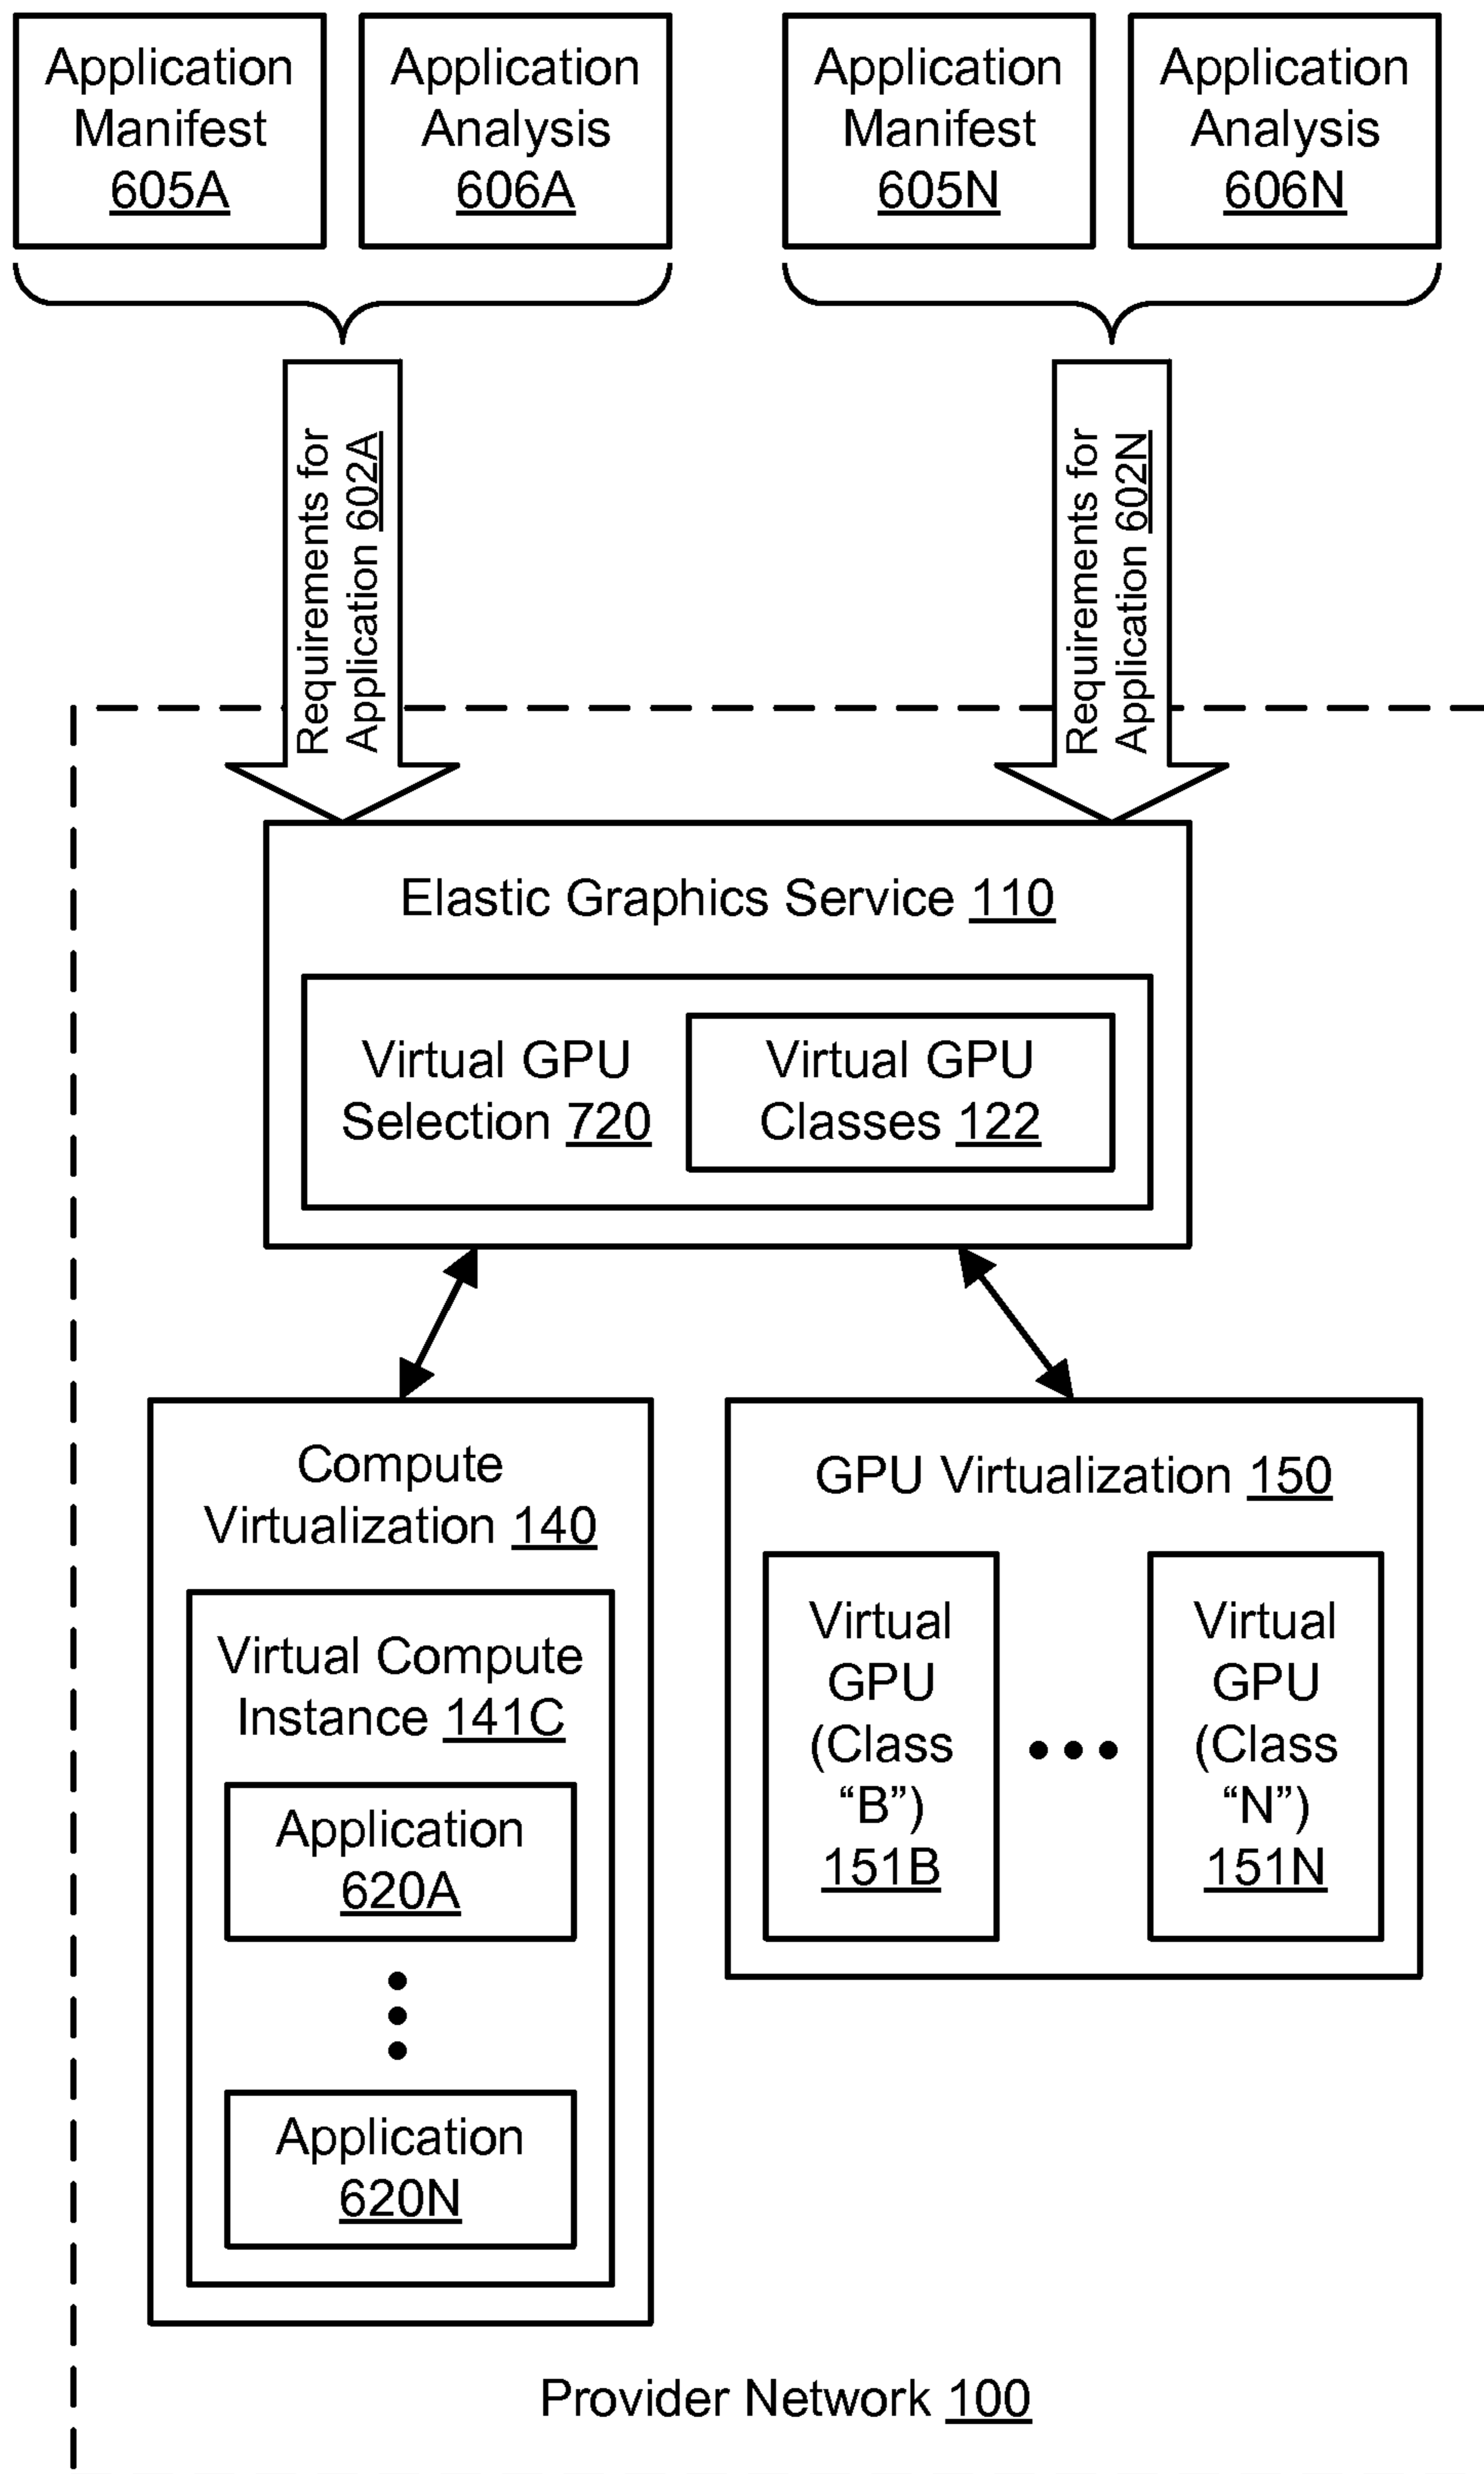 Application
Manifest
605A
Application
Analysis
606A
Application
Manifest
605N
Application
Analysis
606N
Requirements for
Application 602A
Requirements for
Application 602N
Elastic Graphics Service 110
Virtual GPU
Selection 720
Virtual GPU
Classes 122
Compute
Virtualization 140
Virtual Compute
Instance 141C
Application
620A
Application
620N
GPU Virtualization 150
Virtual
GPU
(Class
“B”)
151B
Virtual
GPU
(Class
“N”)
151N
Provider Network 100